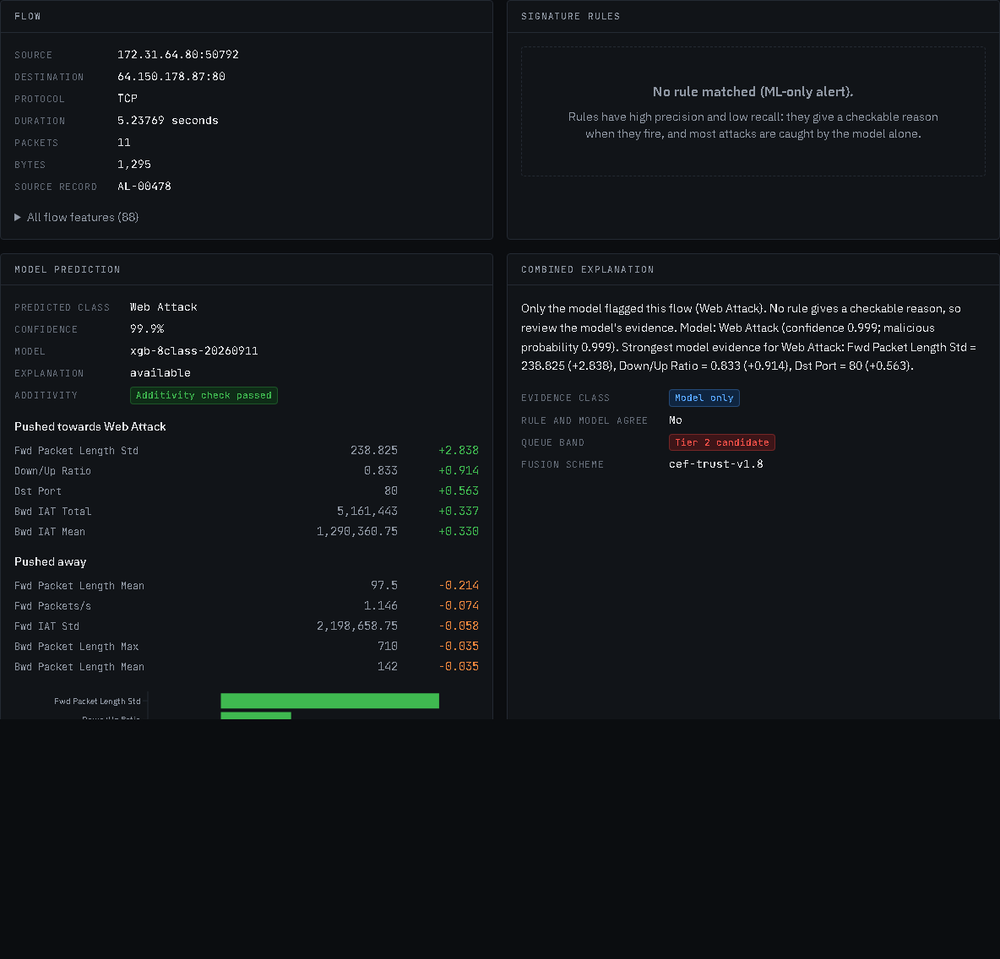 FLOW
SOURCE 172.31.64.80:50792
DESTINATION 64.150.178.87:80
PROTOCOL TCP
DURATION 5.23769 seconds
PACKETS 11
BYTES 1,295
SOURCE RECORD AL-00478
▶ All flow features (88)
SIGNATURE RULES
No rule matched (ML-only alert).
Rules have high precision and low recall: they give a checkable reason
when they fire, and most attacks are caught by the model alone.
MODEL PREDICTION
PREDICTED CLASS Web Attack
CONFIDENCE 99.9%
MODEL xgb-8class-20260911
EXPLANATION available
ADDITIVITY Additivity check passed
Pushed towards Web Attack
Fwd Packet Length Std 238.825 +2.838
Down/Up Ratio 0.833 +0.914
Dst Port 80 +0.563
Bwd IAT Total 5,161,443 +0.337
Bwd IAT Mean 1,290,360.75 +0.330
Pushed away
Fwd Packet Length Mean 97.5 -0.214
Fwd Packets/s 1.146 -0.074
Fwd IAT Std 2,198,658.75 -0.058
Bwd Packet Length Max 710 -0.035
Bwd Packet Length Mean 142 -0.035
Fwd Packet Length Std
Down/Up Ratio
COMBINED EXPLANATION
Only the model flagged this flow (Web Attack). No rule gives a checkable reason, so
review the model's evidence. Model: Web Attack (confidence 0.999; malicious
probability 0.999). Strongest model evidence for Web Attack: Fwd Packet Length Std =
238.825 (+2.838), Down/Up Ratio = 0.833 (+0.914), Dst Port = 80 (+0.563).
EVIDENCE CLASS Model only
RULE AND MODEL AGREE No
QUEUE BAND Tier 2 candidate
FUSION SCHEME cef-trust-v1.8